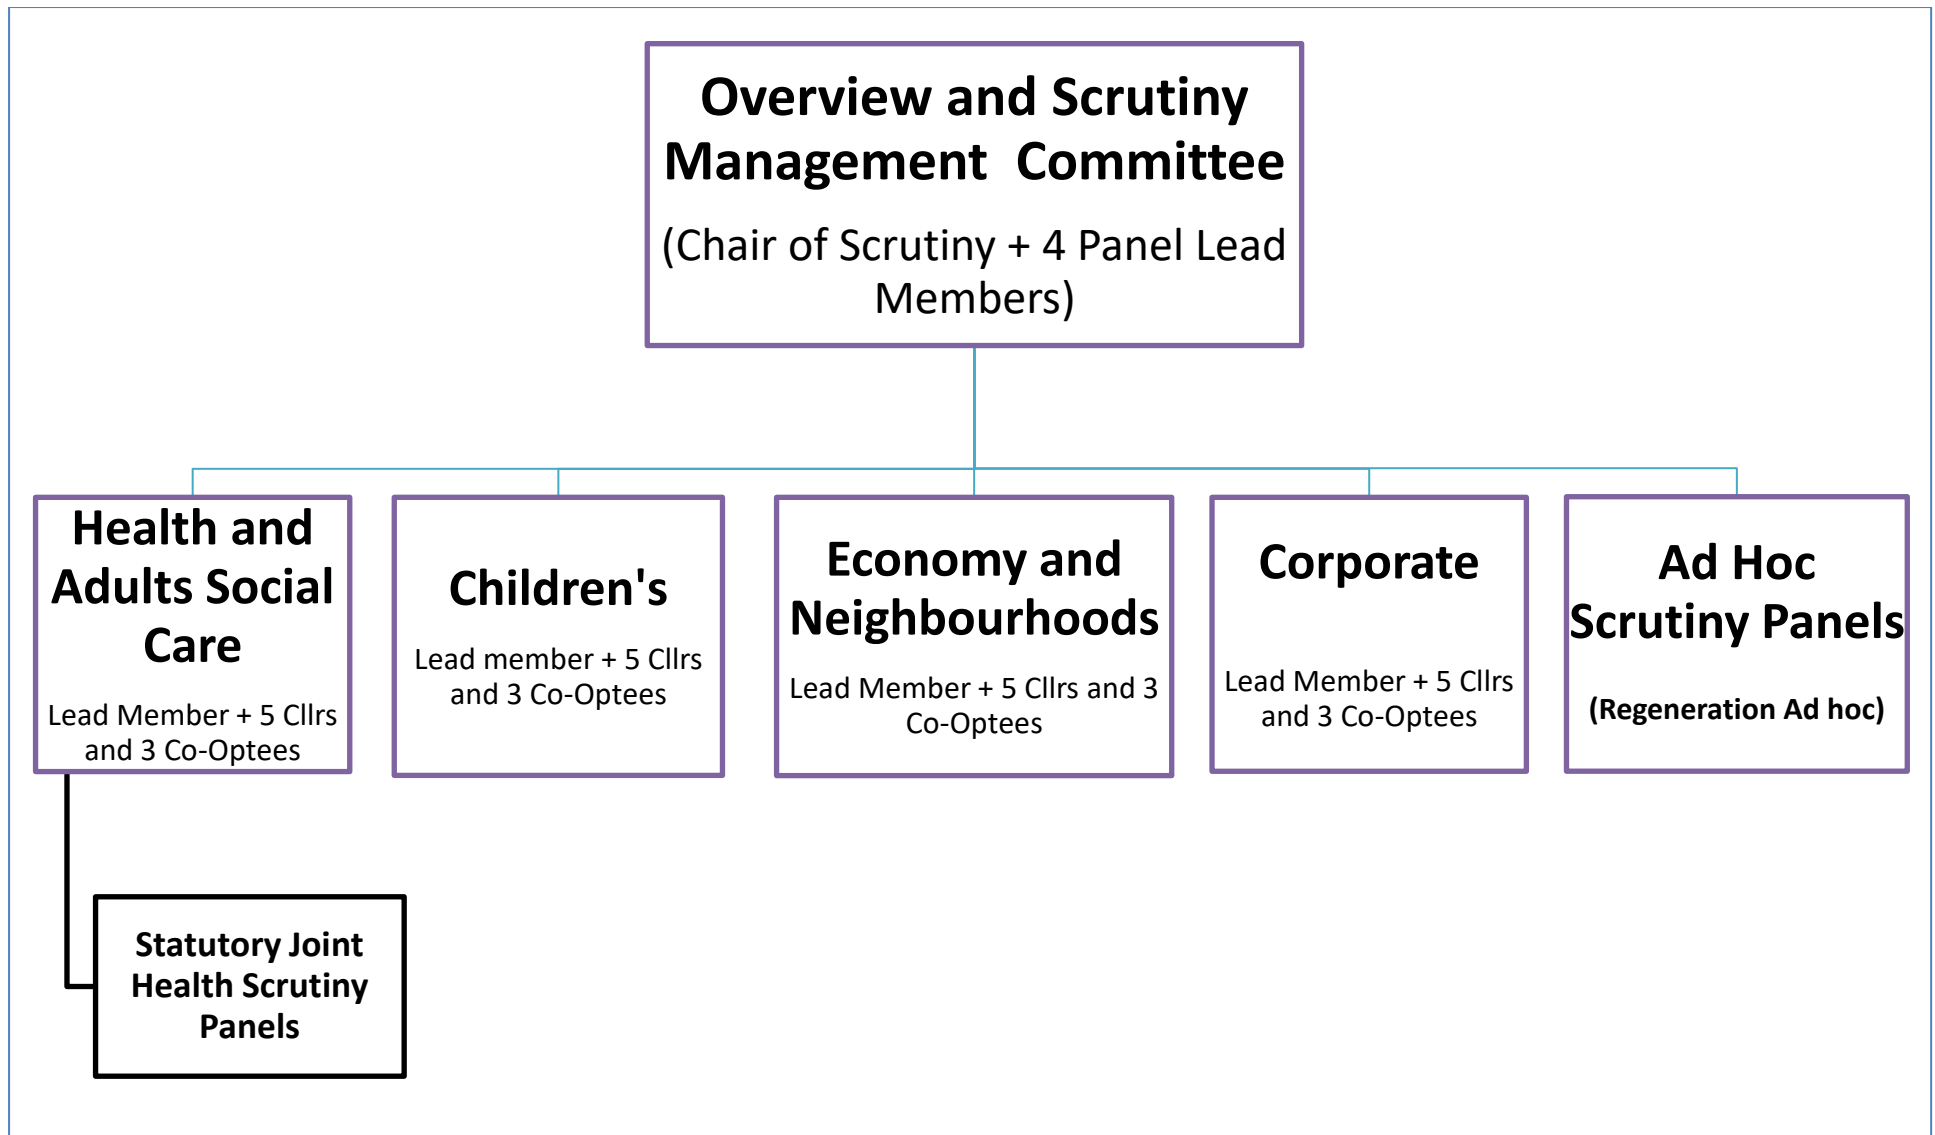 Overview and Scrutiny
Management  Committee
(Chair of Scrutiny + 4 Panel Lead
Members)
Health and
Adults Social
Care
Lead Member + 5 Cllrs
and 3 Co-Optees
Children's
Lead member + 5 Cllrs
and 3 Co-Optees
Economy and
Neighbourhoods
Lead Member + 5 Cllrs and 3
Co-Optees
Corporate
Lead Member + 5 Cllrs
and 3 Co-Optees
Ad Hoc
Scrutiny Panels
(Regeneration Ad hoc)
Statutory Joint
Health Scrutiny
Panels